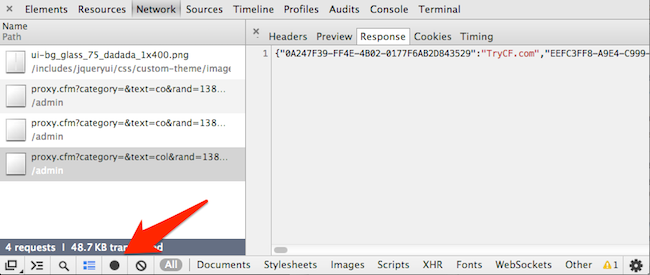 × Elements Resources Network Sources Timeline Profiles Audits Console Terminal
Name
Path
ui-bg_glass_75_dadada_1x400.png
/includes/jqueryui/css/custom-theme/image
proxy.cfm?category=&text=co&rand=138...
/admin
proxy.cfm?category=&text=co&rand=138...
/admin
proxy.cfm?category=&text=col&rand=138...
/admin
4 requests | 48.7 KB
× Headers Preview Response Cookies Timing
1 {"0A247F39-FF4E-4B02-0177F6AB2D843529":"TryCF.com","EEFC3FF8-A9E4-C999-
All Documents Stylesheets Images Scripts XHR Fonts WebSockets Other 1